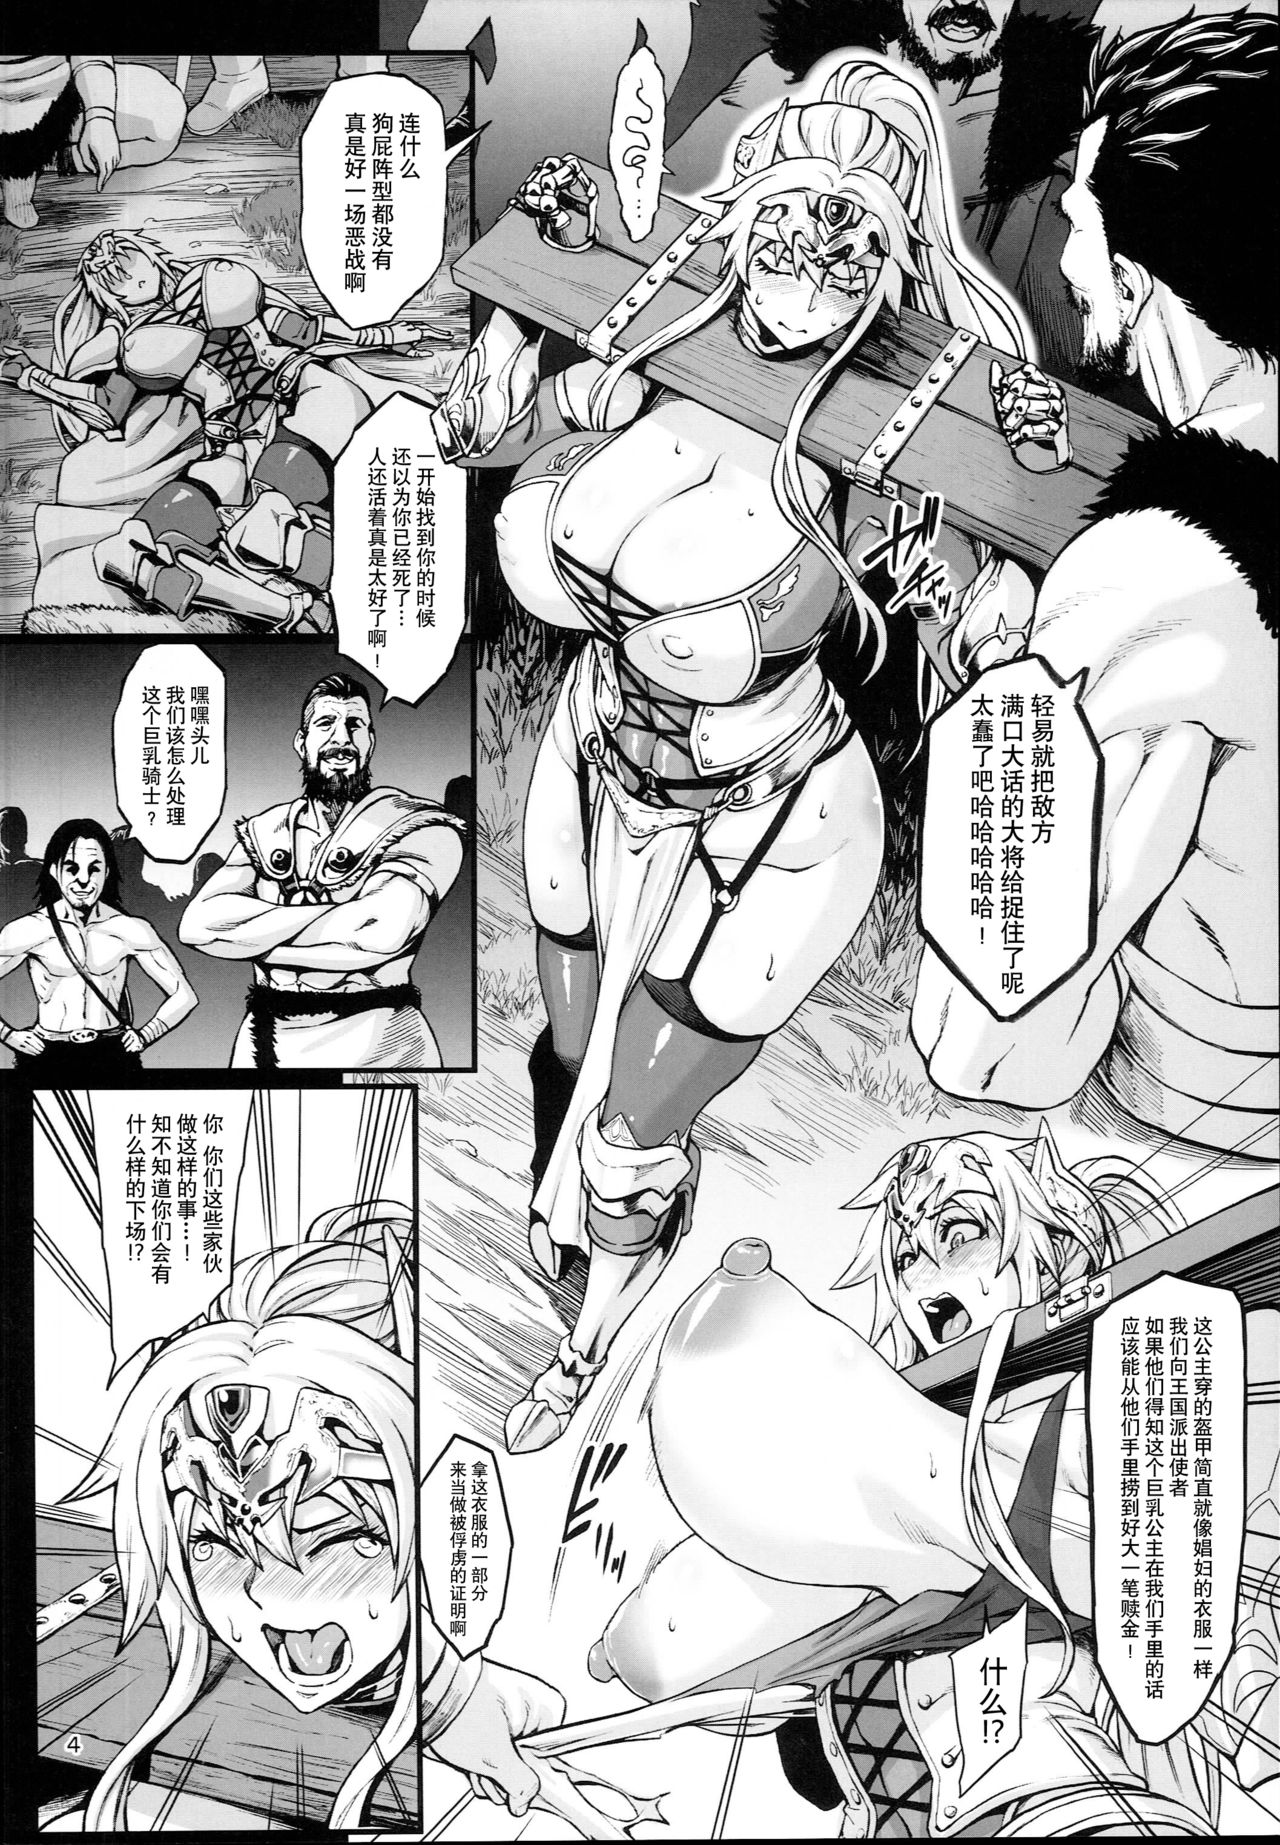 连什么
狗屁阵型都没有
真是好一场恶战啊
一开始找到你的时候
还以为你已经死了…
人还活着真是太好了啊！
嘿嘿头儿
我们该怎么处理
这个巨乳骑士？
轻易就把敌方
满口大话的大将给捉住了呢
太蠢了吧哈哈哈哈哈！
这公主穿的盔甲简直就像娼妇的衣服一样
我们向王国派出使者
如果他们得知这个巨乳公主在我们手里的话
应该能从他们手里捞到好大一笔赎金！
什么!?
拿这衣服的一部分
来当做被俘虏的证明啊
你 你们这些家伙
做这样的事…！
知不知道你们会有
什么样的下场!?
4